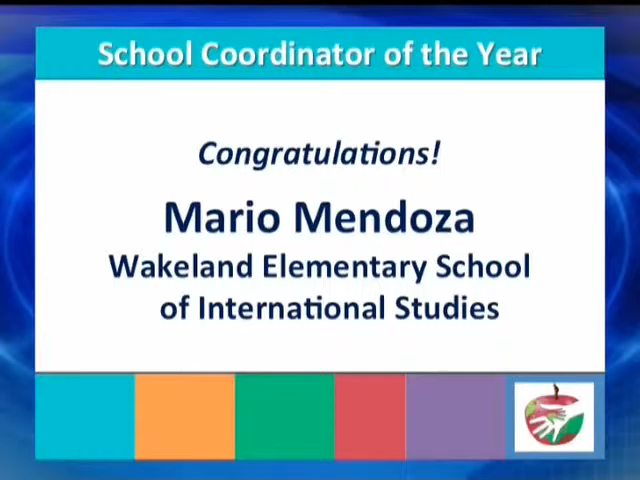 School Coordinator of the Year
Congratulations!
Mario Mendoza
Wakeland Elementary School
of International Studies